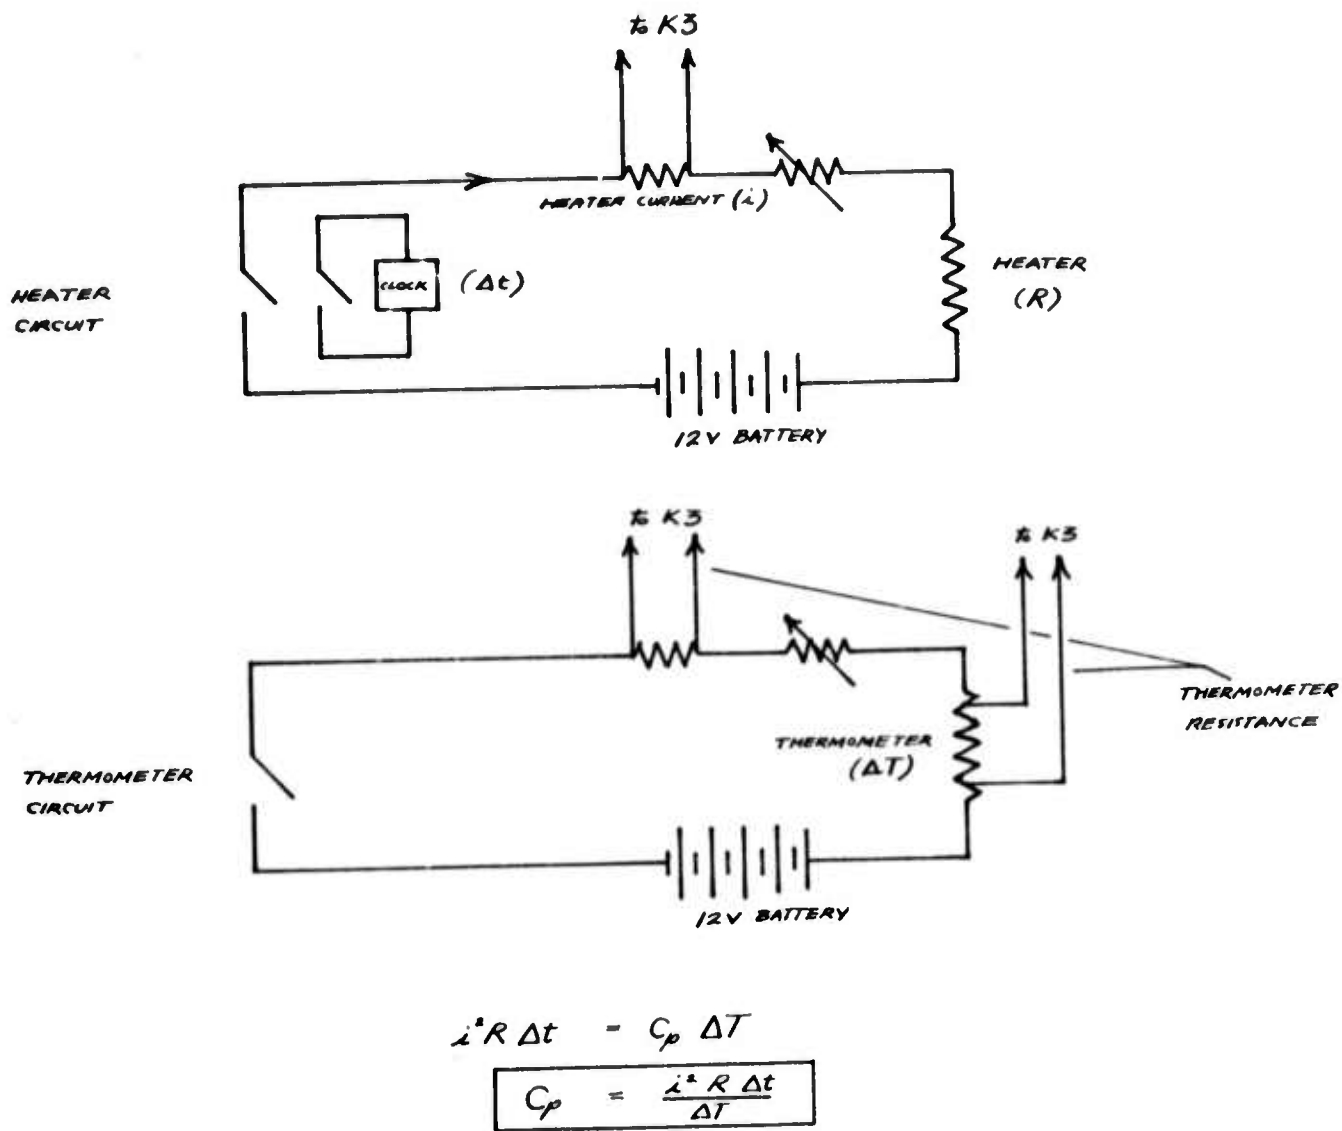 to K3
HEATER CURRENT (i)
HEATER
CIRCUIT
CLOCK
(Δt)
HEATER
(R)
12V BATTERY
to K3
to K3
THERMOMETER
RESISTANCE
THERMOMETER
(ΔT)
THERMOMETER
CIRCUIT
12V BATTERY
i² R Δt = Cp ΔT
Cp = i² R Δt / ΔT